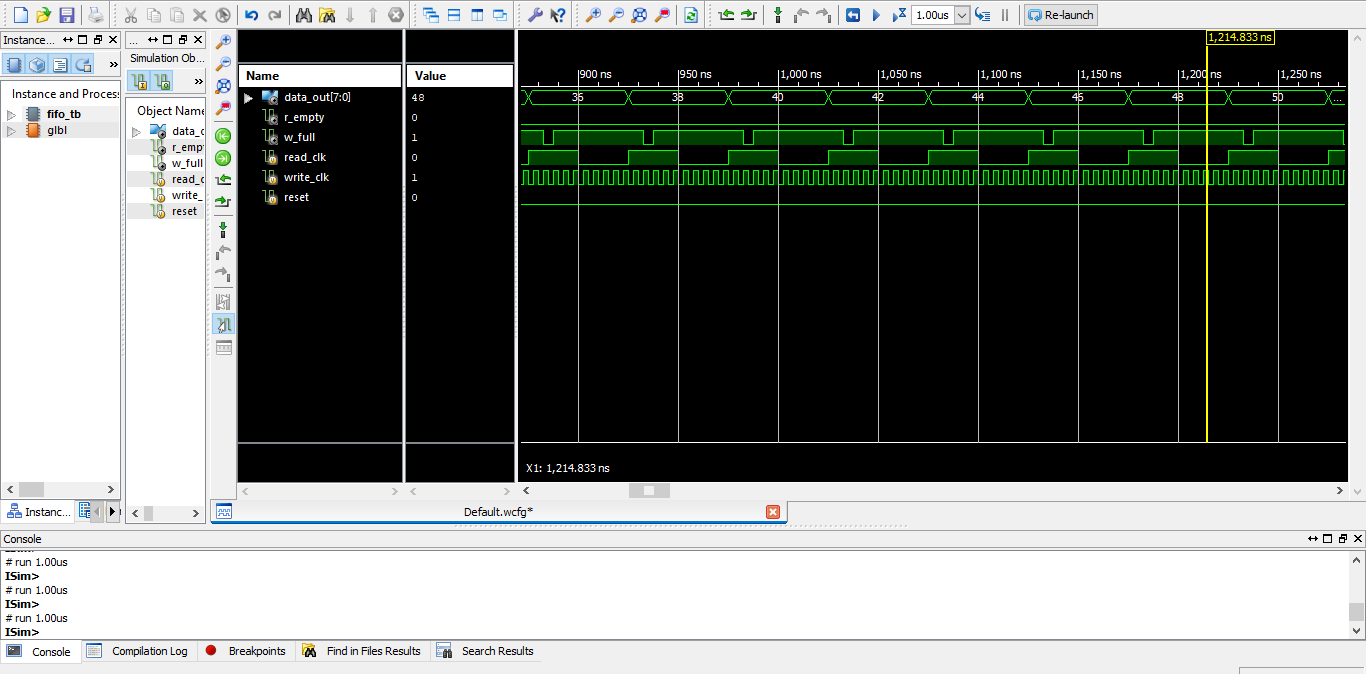 1.00us
Re-launch
Instance...
...
Simulation Ob...
»
»
Instance and Process
Object Name
fifo_tb
glbl
data_o
r_empt
w_full
read_c
write_
reset
Name
Value
data_out[7:0]
48
r_empty
0
w_full
1
read_clk
0
write_clk
1
reset
0
1,214.833 ns
900 ns
950 ns
1,000 ns
1,050 ns
1,100 ns
1,150 ns
1,200 ns
1,250 ns
36
38
40
42
44
46
48
50
...
X1: 1,214.833 ns
Instanc...
Default.wcfg*
Console
ISim>
# run 1.00us
ISim>
# run 1.00us
ISim>
# run 1.00us
ISim>
Console
Compilation Log
Breakpoints
Find in Files Results
Search Results